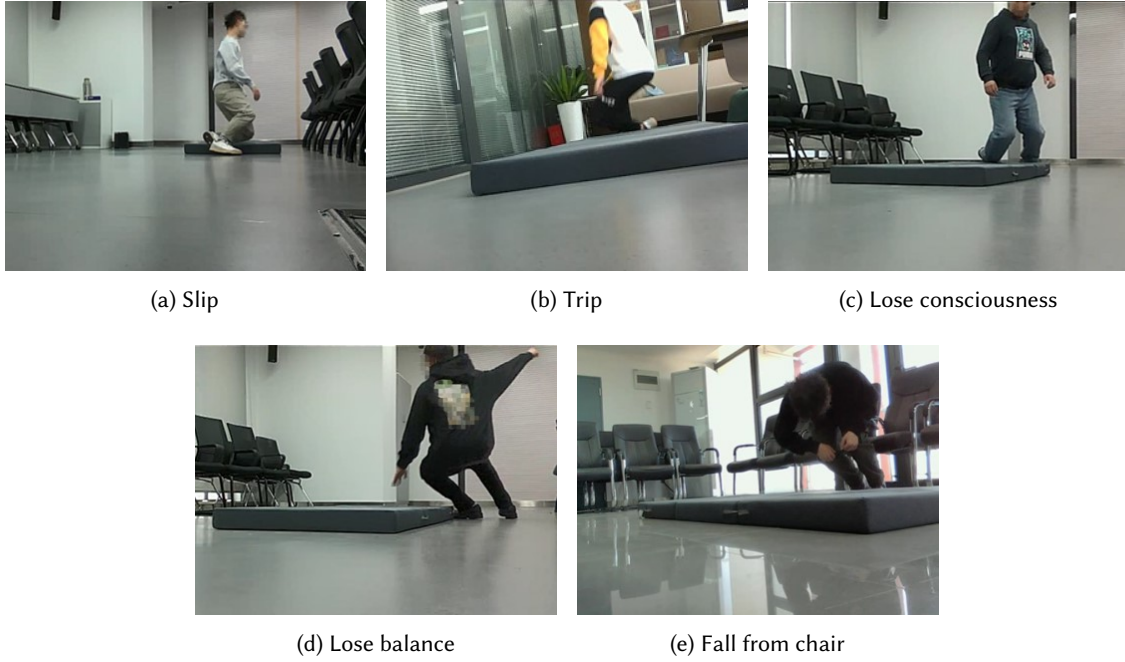 (a) Slip
(b) Trip
(c) Lose consciousness
(d) Lose balance
(e) Fall from chair